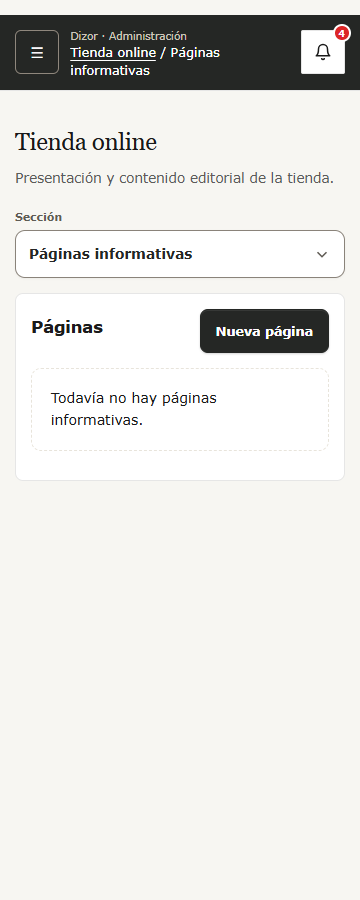 Dizor · Administración
Tienda online / Páginas
informativas
4
Tienda online
Presentación y contenido editorial de la tienda.
Sección
Páginas informativas
Páginas
Nueva página
Todavía no hay páginas
informativas.